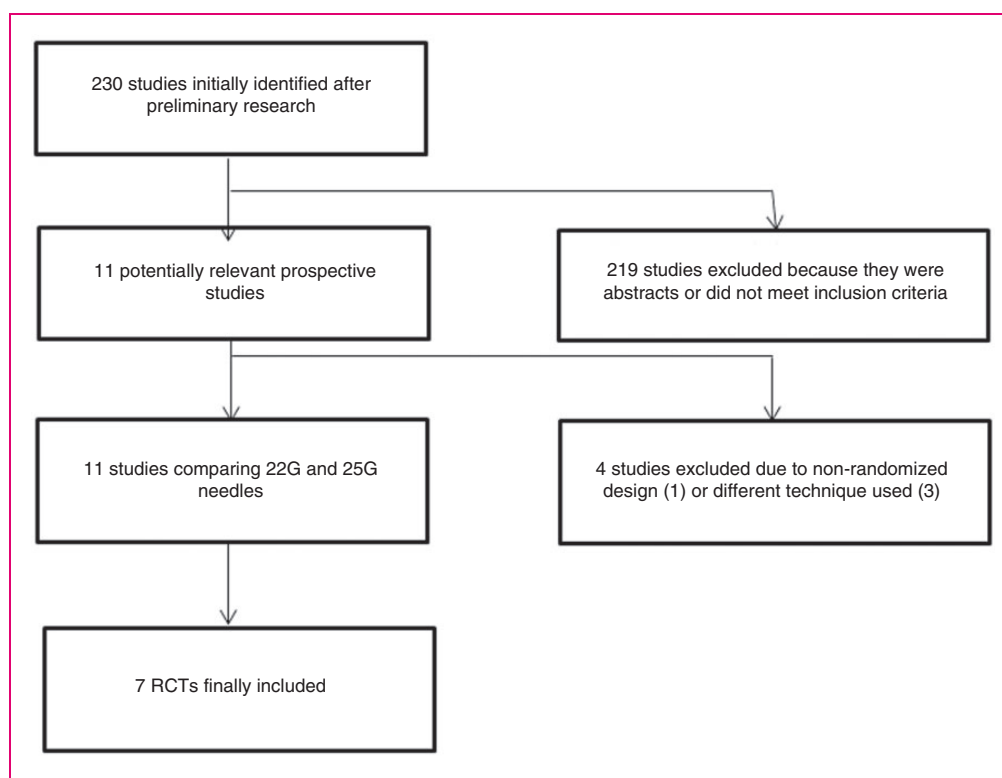 230 studies initially identified after
preliminary research
11 potentially relevant prospective
studies
219 studies excluded because they were
abstracts or did not meet inclusion criteria
11 studies comparing 22G and 25G
needles
4 studies excluded due to non-randomized
design (1) or different technique used (3)
7 RCTs finally included